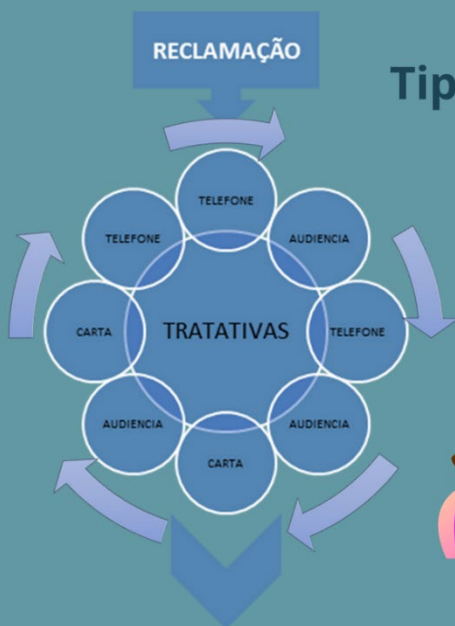 RECLAMAÇÃO
Tip
TELEFONE
TELEFONE
AUDIENCIA
CARTA
TRATATIVAS
TELEFONE
AUDIENCIA
AUDIENCIA
CARTA